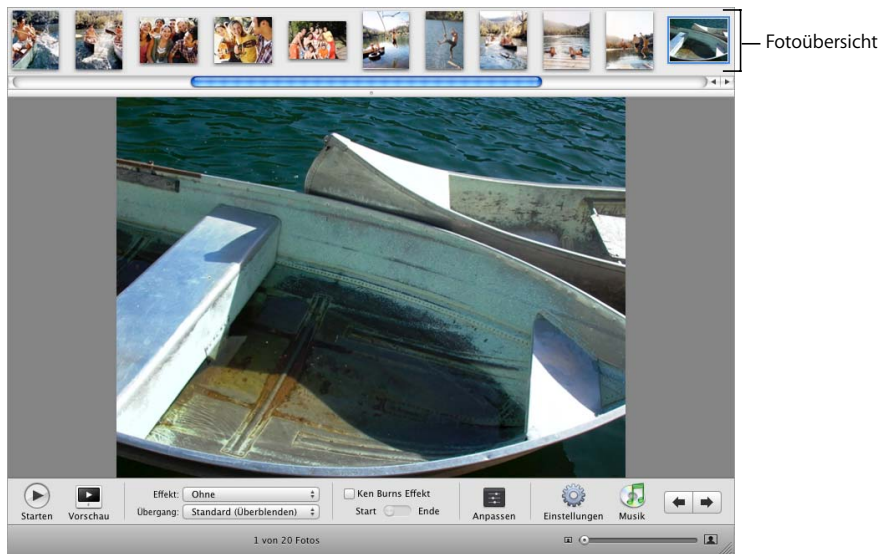 Fotoübersicht
Effekt: Ohne
Ken Burns Effekt
Übergang: Standard (Überblenden)
Start Ende
Starten Vorschau Anpassen Einstellungen Musik
1 von 20 Fotos